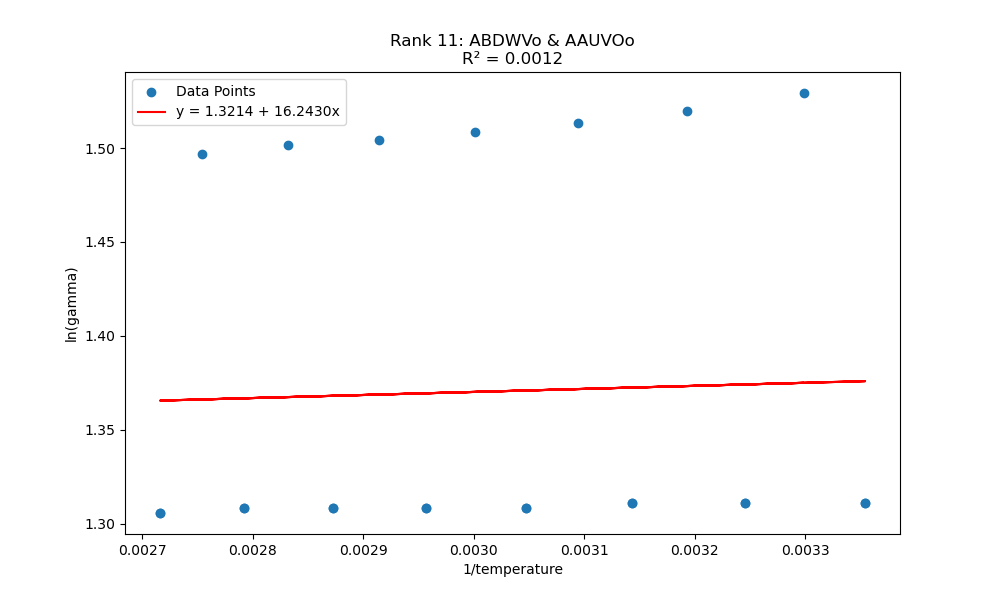 Rank 11: ABDWVo & AAUVOo
R² = 0.0012
Data Points
y = 1.3214 + 16.2430x
ln(gamma)
1.50
1.45
1.40
1.35
1.30
0.0027 0.0028 0.0029 0.0030 0.0031 0.0032 0.0033
1/temperature